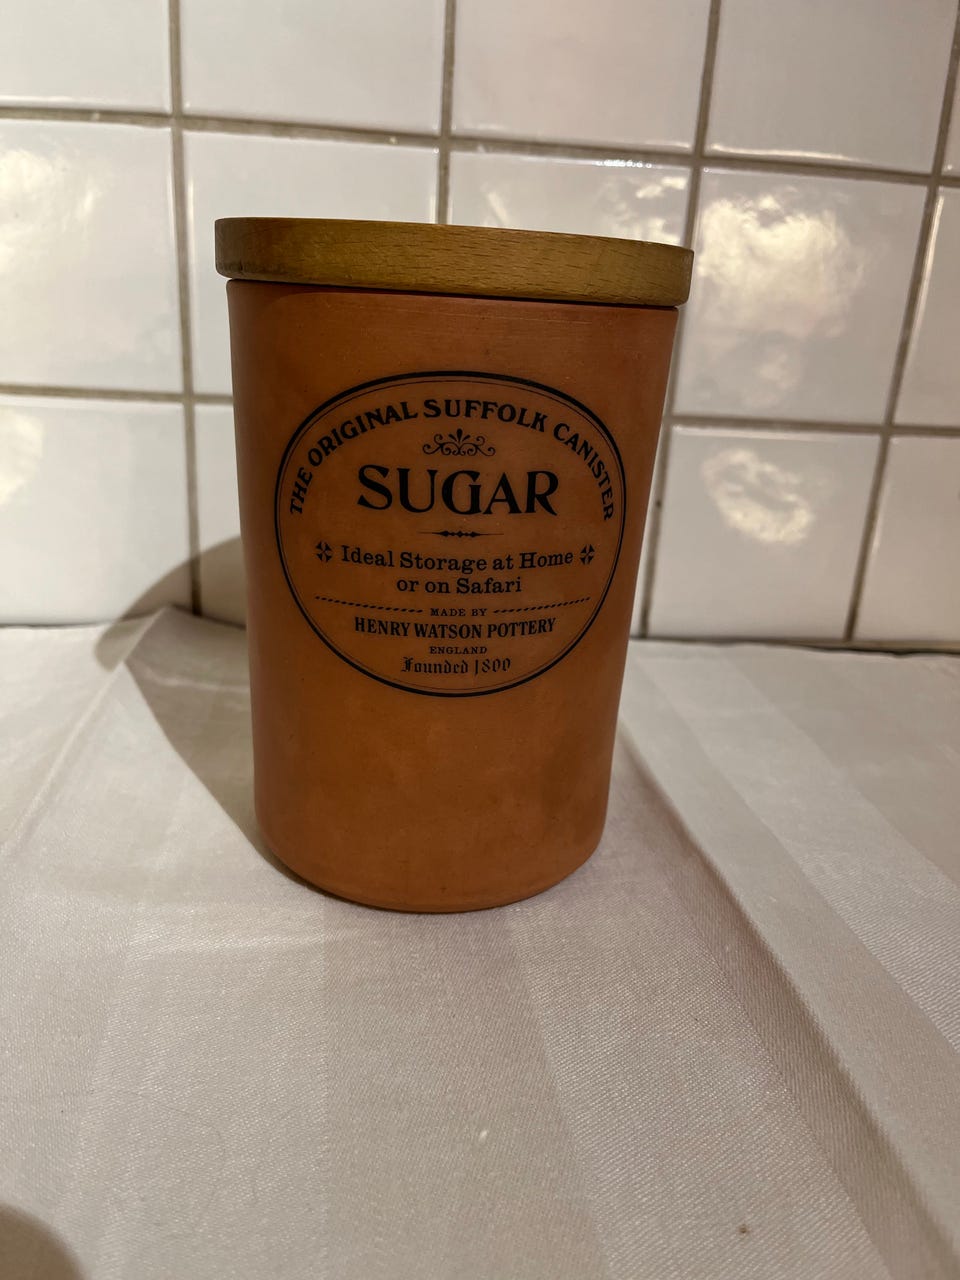 THE ORIGINAL SUFFOLK CANISTER
SUGAR
Ideal Storage at Home
or on Safari
MADE BY
HENRY WATSON POTTERY
ENGLAND
Founded 1800